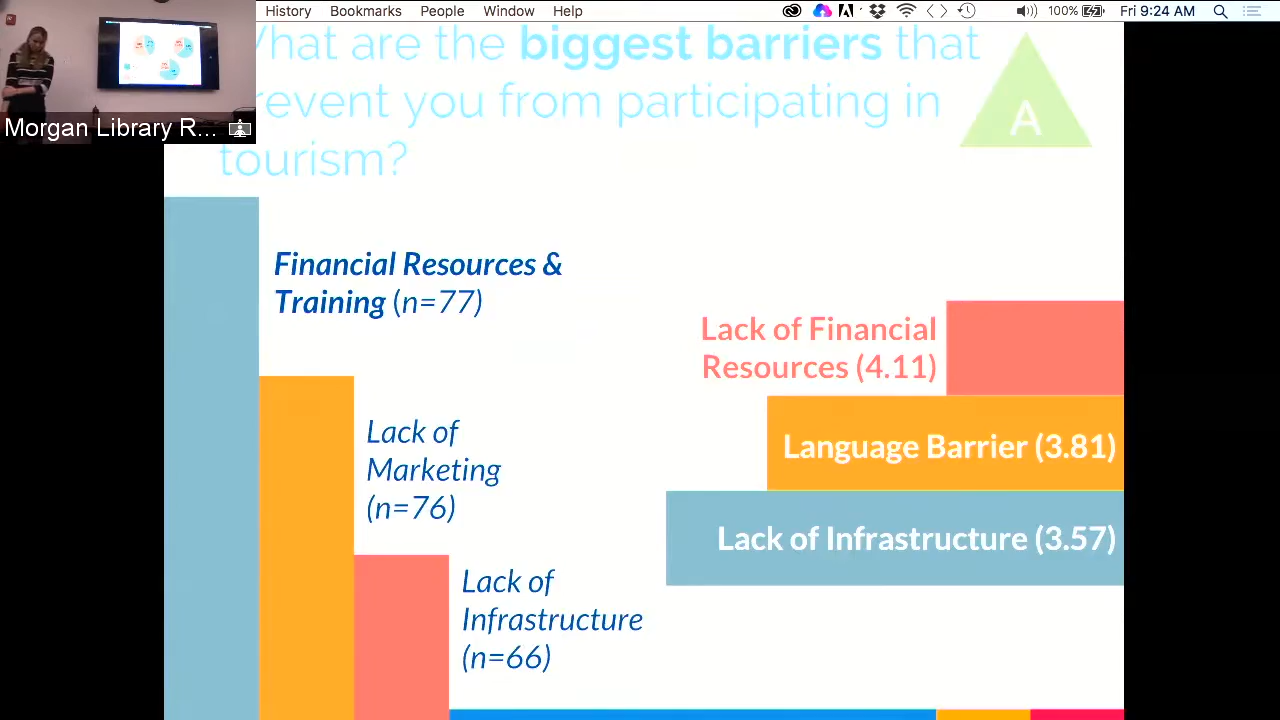 History Bookmarks People Window Help
100% Fri 9:24 AM
Morgan Library R...
hat are the biggest barriers that
revent you from participating in
tourism?
A
Financial Resources &
Training (n=77)
Lack of
Marketing
(n=76)
Lack of
Infrastructure
(n=66)
Lack of Financial
Resources (4.11)
Language Barrier (3.81)
Lack of Infrastructure (3.57)